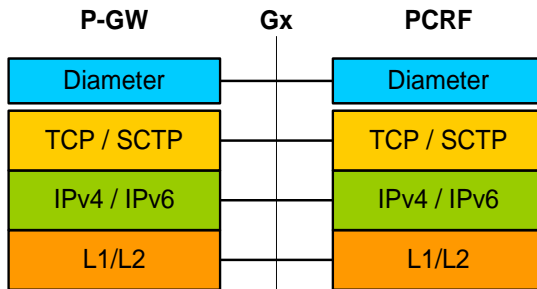 P-GW Gx PCRF
Diameter Diameter
TCP / SCTP TCP / SCTP
IPv4 / IPv6 IPv4 / IPv6
L1/L2 L1/L2